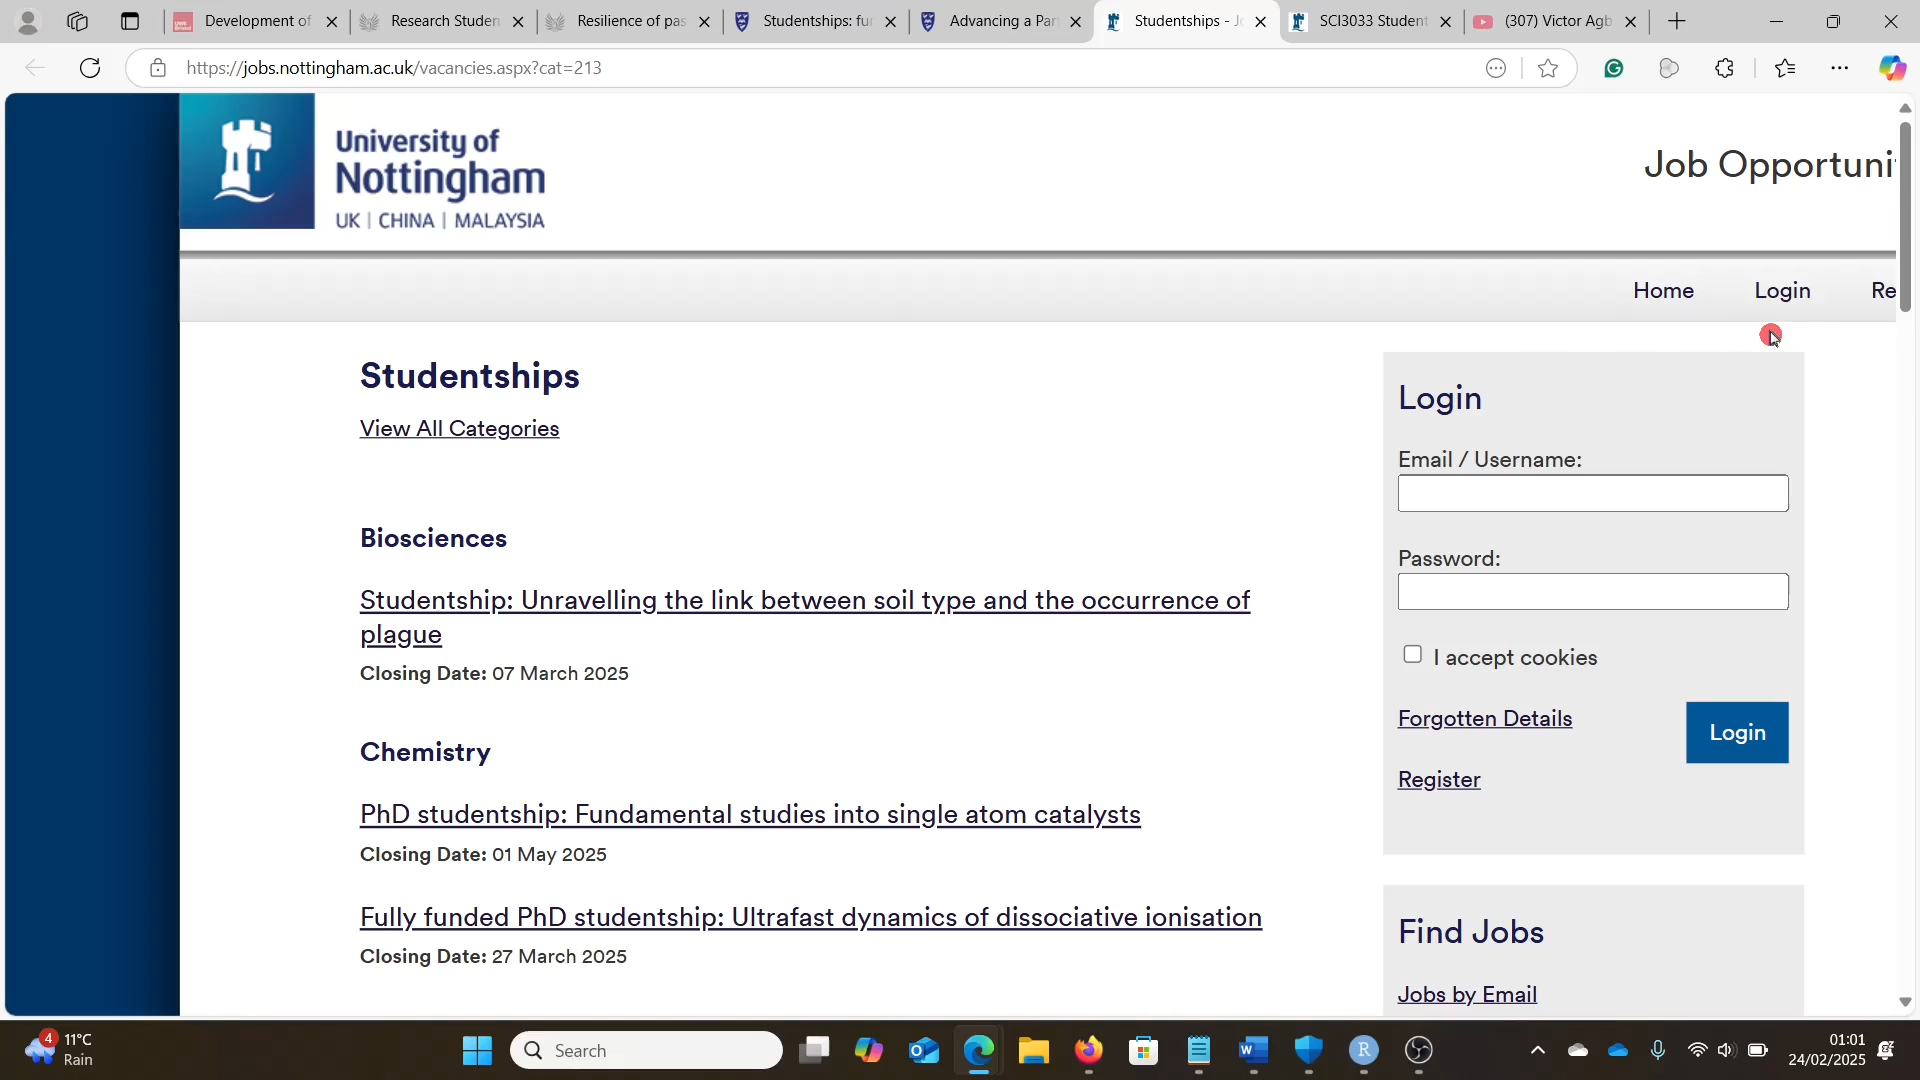 Development of
Research Studen
Resilience of pas
Studentships: fu
Advancing a Par
Studentships - Jo
SCI3033 Student
(307) Victor Agb
https://jobs.nottingham.ac.uk/vacancies.aspx?cat=213
University of
Nottingham
UK | CHINA | MALAYSIA
Job Opportuni
Home
Login
Re
Studentships
View All Categories
Biosciences
Studentship: Unravelling the link between soil type and the occurrence of
plague
Closing Date: 07 March 2025
Chemistry
PhD studentship: Fundamental studies into single atom catalysts
Closing Date: 01 May 2025
Fully funded PhD studentship: Ultrafast dynamics of dissociative ionisation
Closing Date: 27 March 2025
Login
Email / Username:
Password:
I accept cookies
Forgotten Details
Login
Register
Find Jobs
Jobs by Email
4
11°C
Rain
Search
01:01
24/02/2025